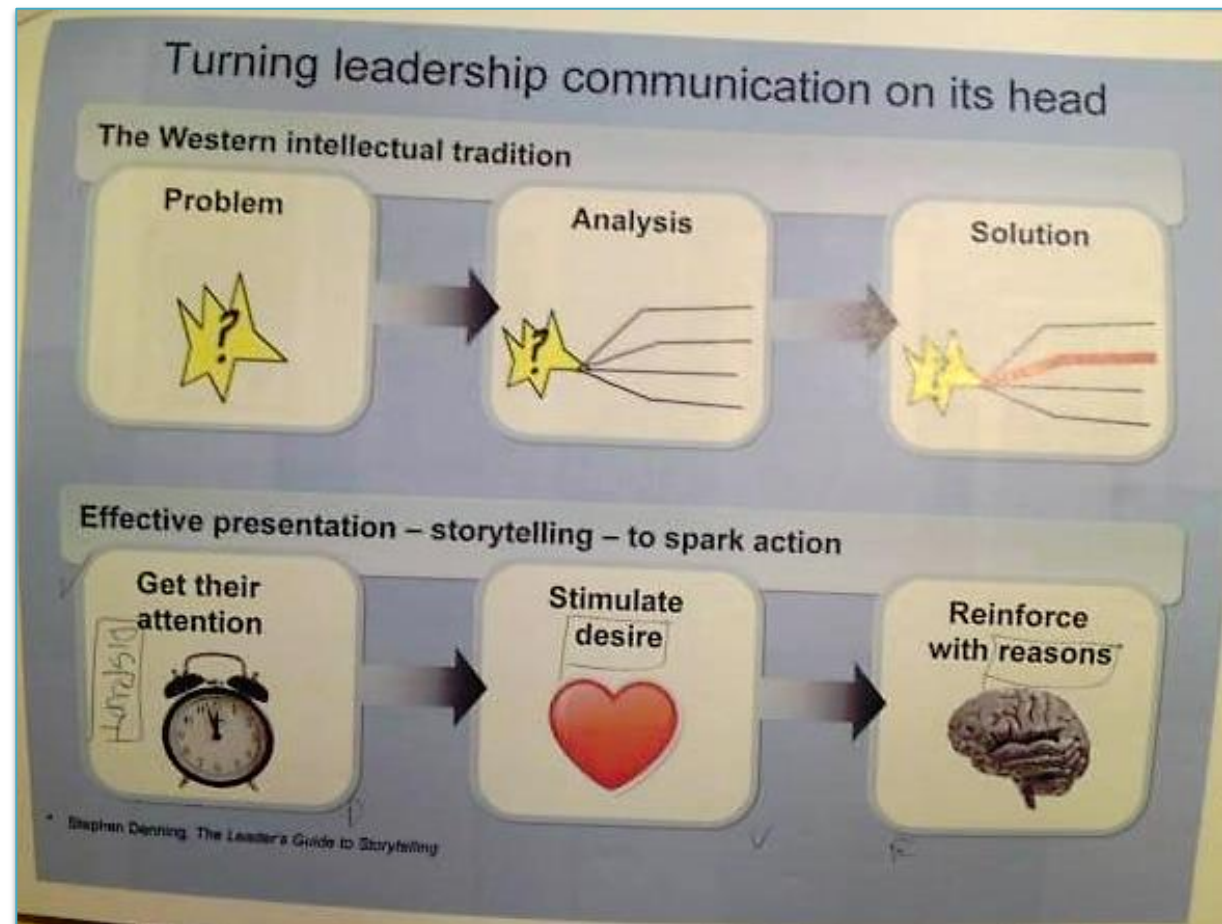 Turning leadership communication on its head
The Western intellectual tradition
Problem
Analysis
Solution
?
?
Effective presentation – storytelling – to spark action
Get their
attention
Stimulate
desire
Reinforce
with reasons
DISRUPT
• Stephen Denning, The Leader's Guide to Storytelling